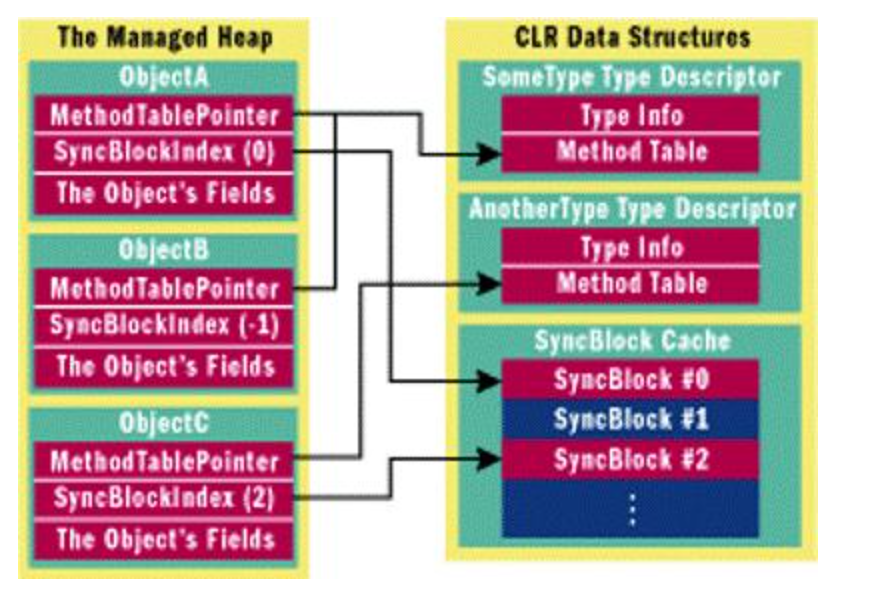 The Managed Heap
ObjectA
MethodTablePointer
SyncBlockIndex (0)
The Object's Fields
ObjectB
MethodTablePointer
SyncBlockIndex (-1)
The Object's Fields
ObjectC
MethodTablePointer
SyncBlockIndex (2)
The Object's Fields
CLR Data Structures
SomeType Type Descriptor
Type Info
Method Table
AnotherType Type Descriptor
Type Info
Method Table
SyncBlock Cache
SyncBlock #0
SyncBlock #1
SyncBlock #2
⋮